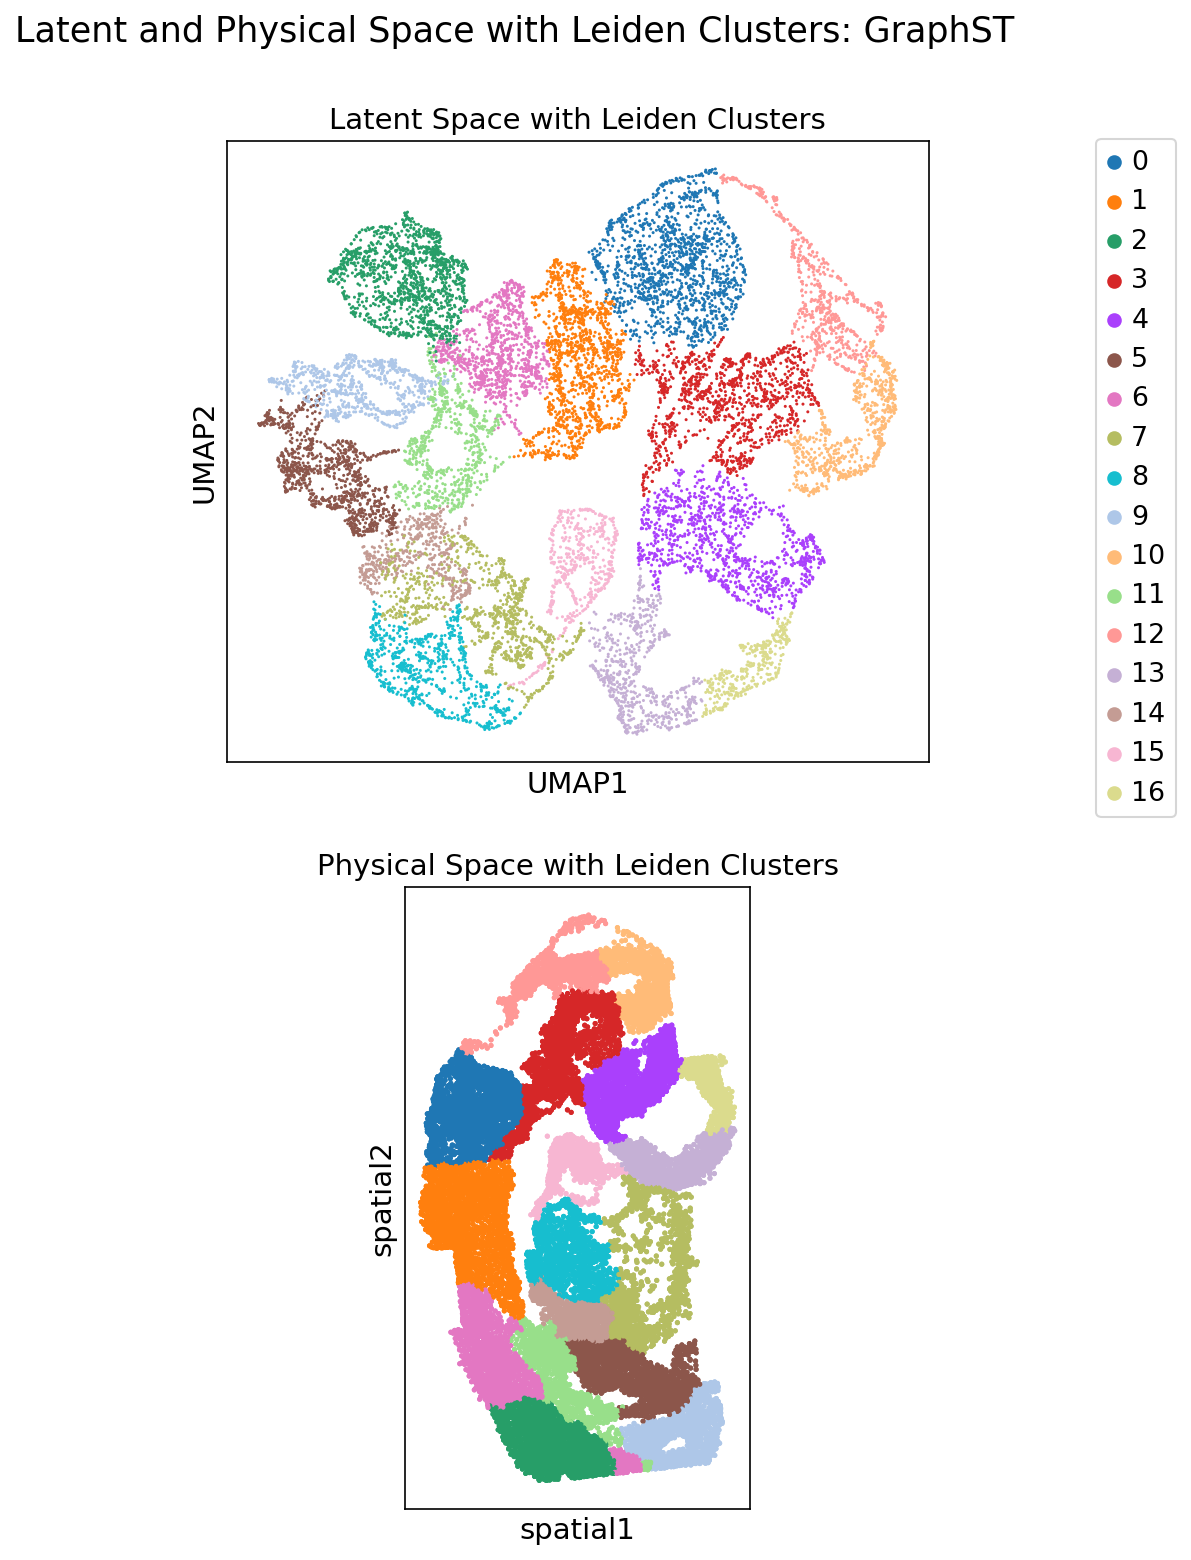 Latent and Physical Space with Leiden Clusters: GraphST
Latent Space with Leiden Clusters
UMAP2
UMAP1
0
1
2
3
4
5
6
7
8
9
10
11
12
13
14
15
16
Physical Space with Leiden Clusters
spatial2
spatial1